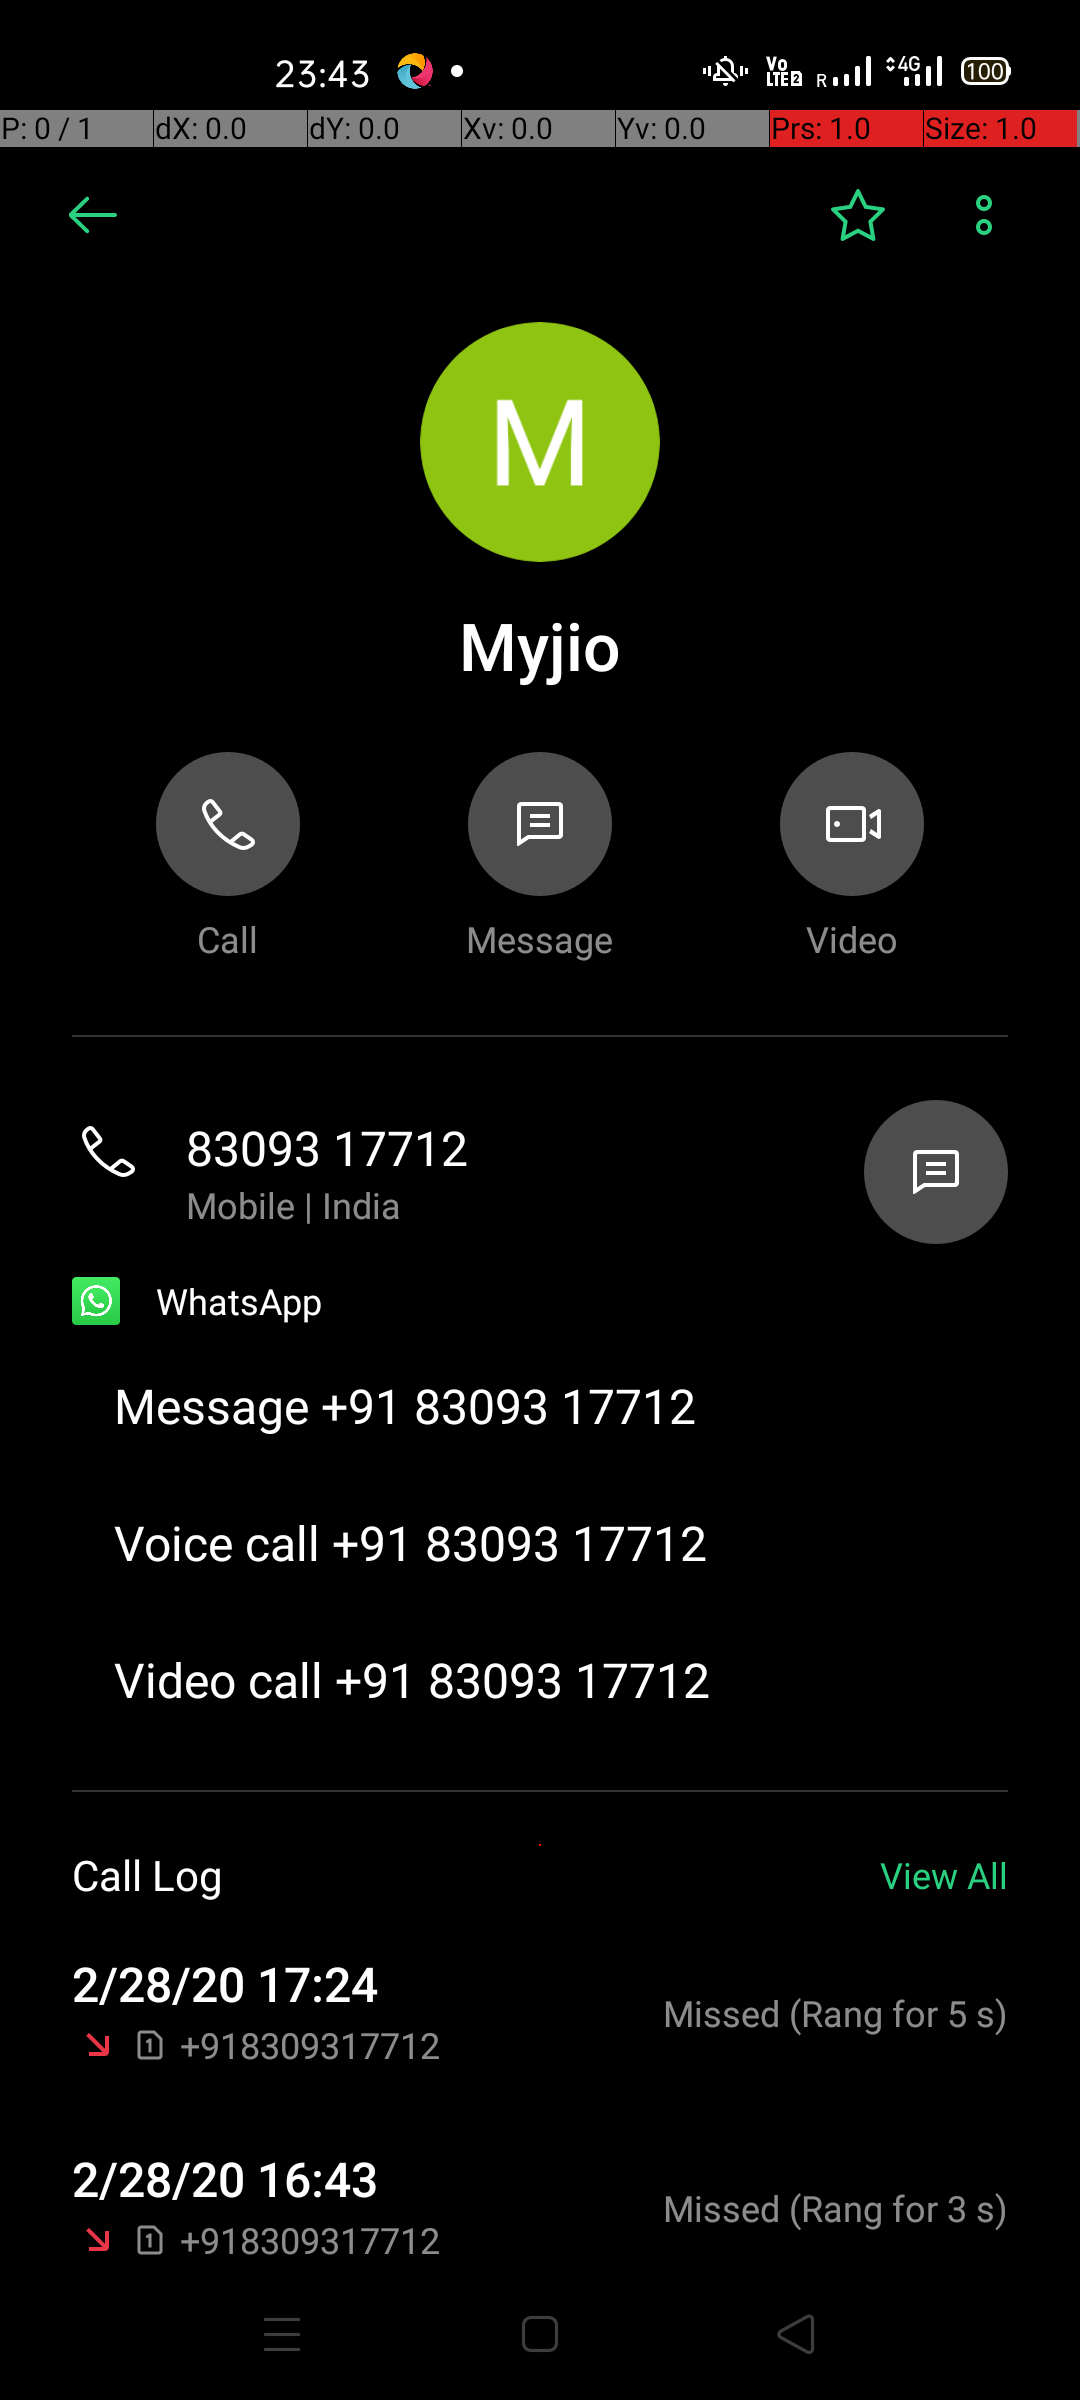 23:43 Vo LTE2 R 4G 100
P: 0 / 1 dX: 0.0 dY: 0.0 Xv: 0.0 Yv: 0.0 Prs: 1.0 Size: 1.0
M
Myjio
Call Message Video
83093 17712
Mobile | India
WhatsApp
Message +91 83093 17712
Voice call +91 83093 17712
Video call +91 83093 17712
Call Log View All
2/28/20 17:24
Missed (Rang for 5 s)
1 +918309317712
2/28/20 16:43
Missed (Rang for 3 s)
1 +918309317712